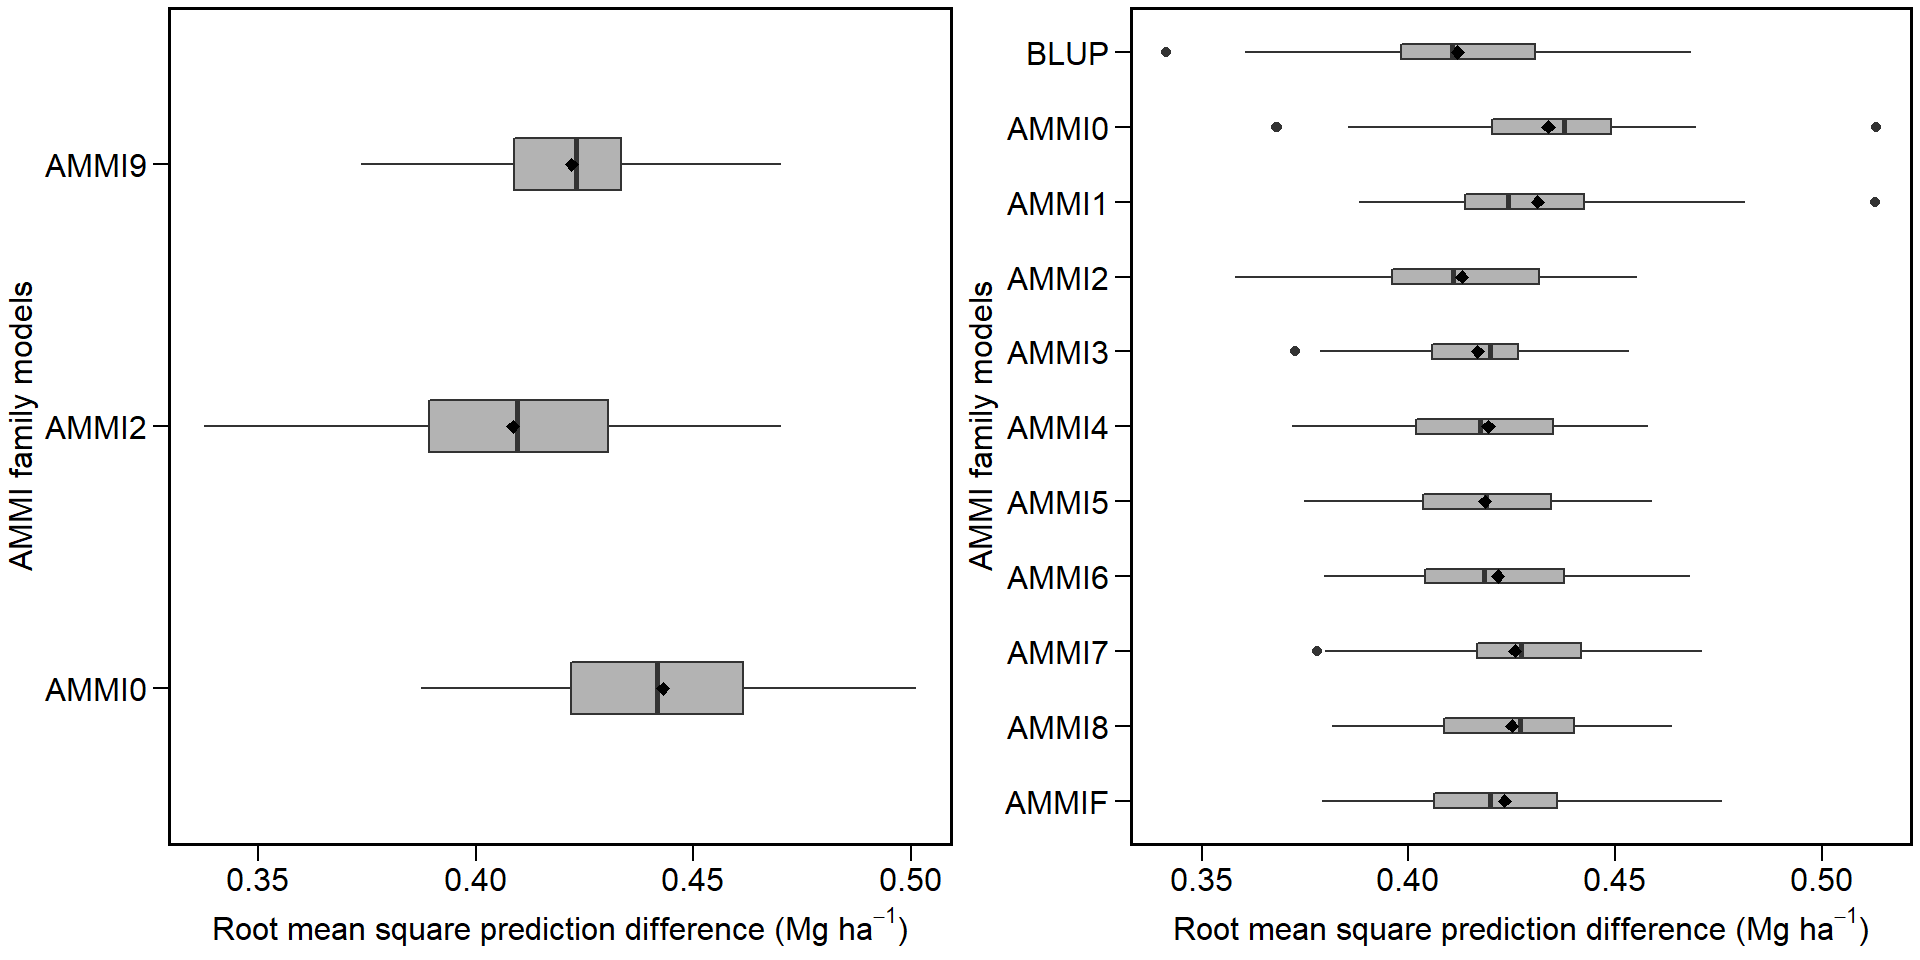 AMMI family models
AMMI9
AMMI2
AMMI0
0.35 0.40 0.45 0.50
Root mean square prediction difference (Mg ha⁻¹)
AMMI family models
BLUP
AMMI0
AMMI1
AMMI2
AMMI3
AMMI4
AMMI5
AMMI6
AMMI7
AMMI8
AMMIF
0.35 0.40 0.45 0.50
Root mean square prediction difference (Mg ha⁻¹)